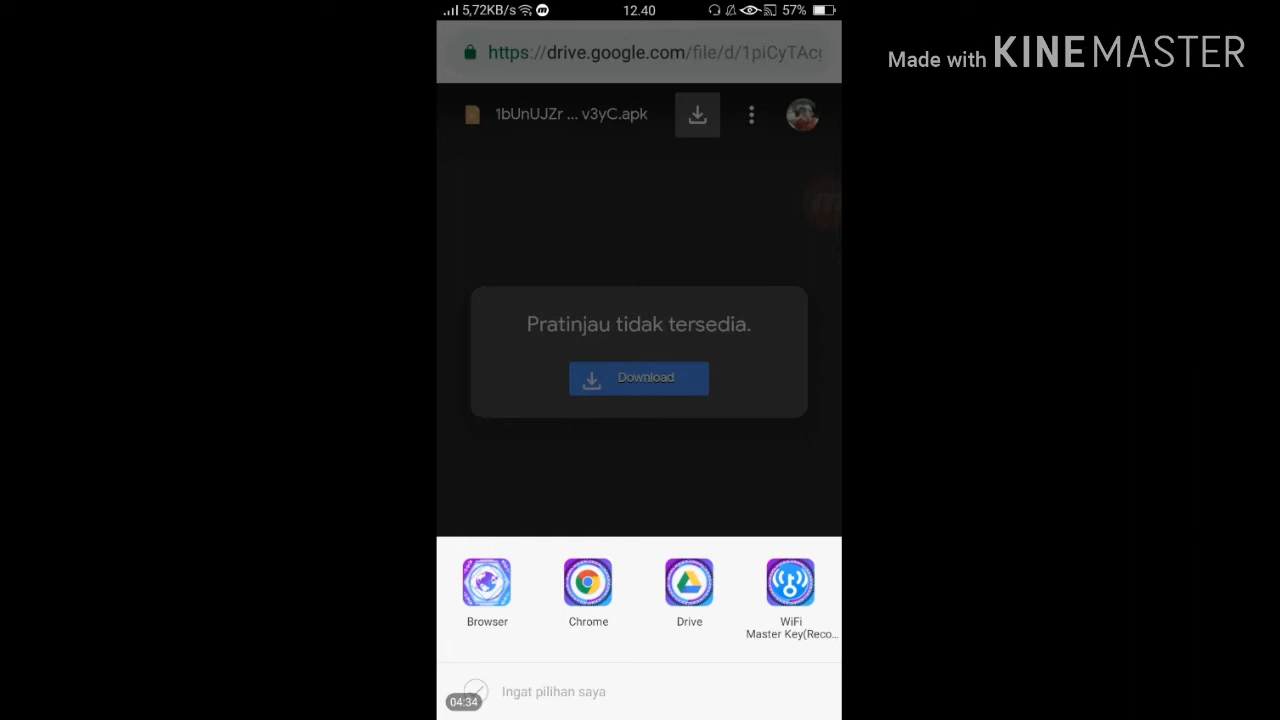 5,72KB/s
12.40
57%
https://drive.google.com/file/d/1piCyTAcg
Made with KINEMASTER
1bUnUJZr ... v3yC.apk
Pratinjau tidak tersedia.
Download
Browser
Chrome
Drive
WiFi
Master Key(Reco...
Ingat pilihan saya
04:34